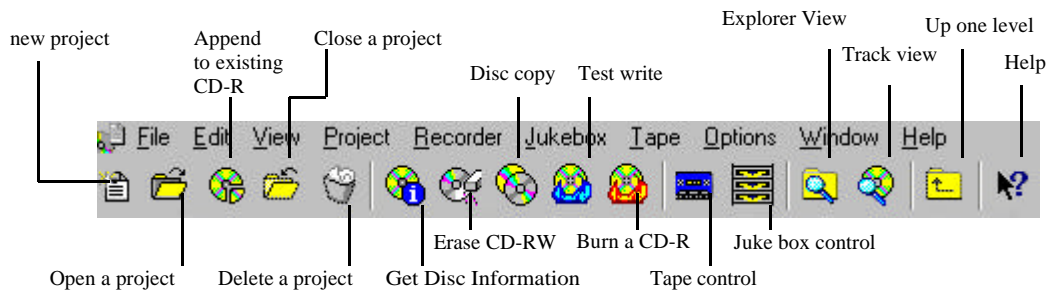 Explorer View
Up one level
new project
Append
to existing
CD-R
Close a project
Track view
Help
Disc copy
Test write
File Edit View Project Recorder Jukebox Tape Options Window Help
Erase CD-RW
Burn a CD-R
Juke box control
Open a project
Delete a project
Get Disc Information
Tape control